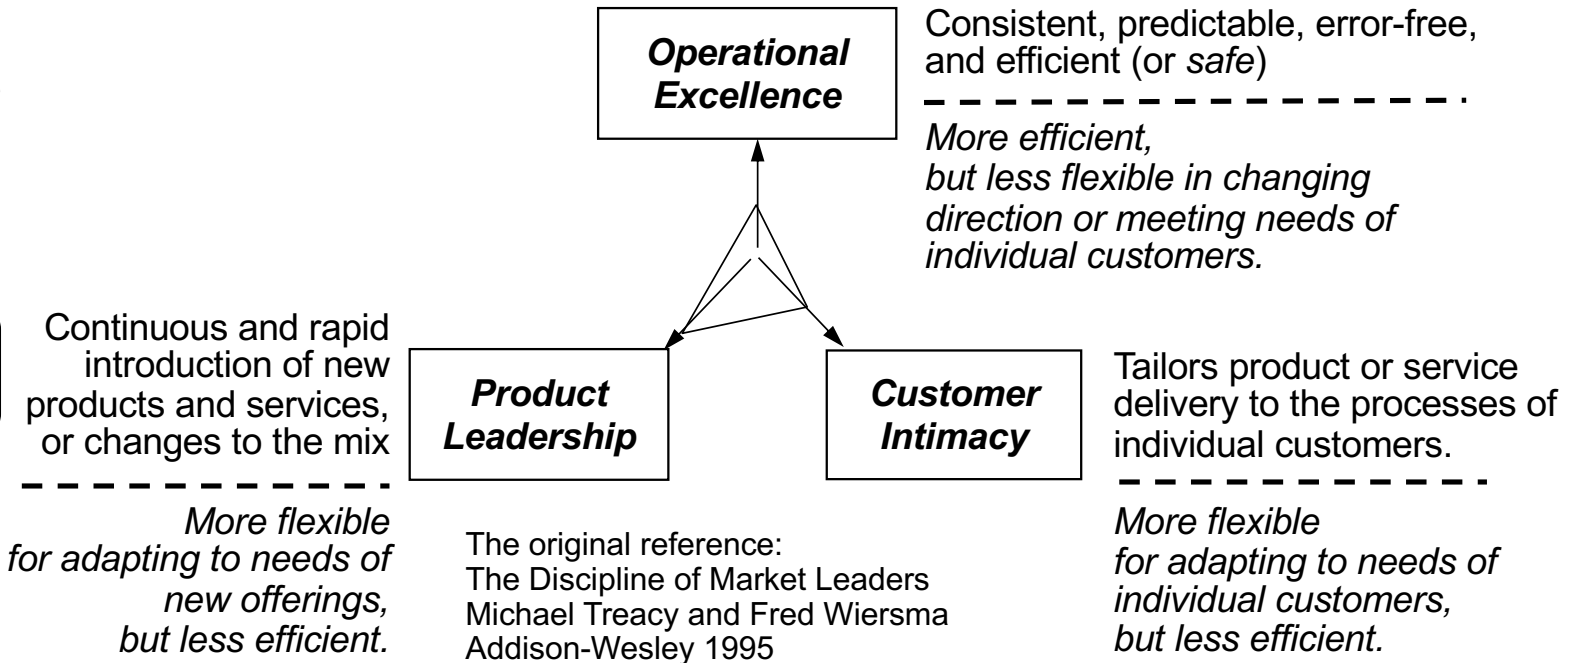 Operational
Excellence
Consistent, predictable, error-free,
and efficient (or safe)
More efficient,
but less flexible in changing
direction or meeting needs of
individual customers.
Continuous and rapid
introduction of new
products and services,
or changes to the mix
More flexible
for adapting to needs of
new offerings,
but less efficient.
Product
Leadership
Customer
Intimacy
Tailors product or service
delivery to the processes of
individual customers.
More flexible
for adapting to needs of
individual customers,
but less efficient.
The original reference:
The Discipline of Market Leaders
Michael Treacy and Fred Wiersma
Addison-Wesley 1995